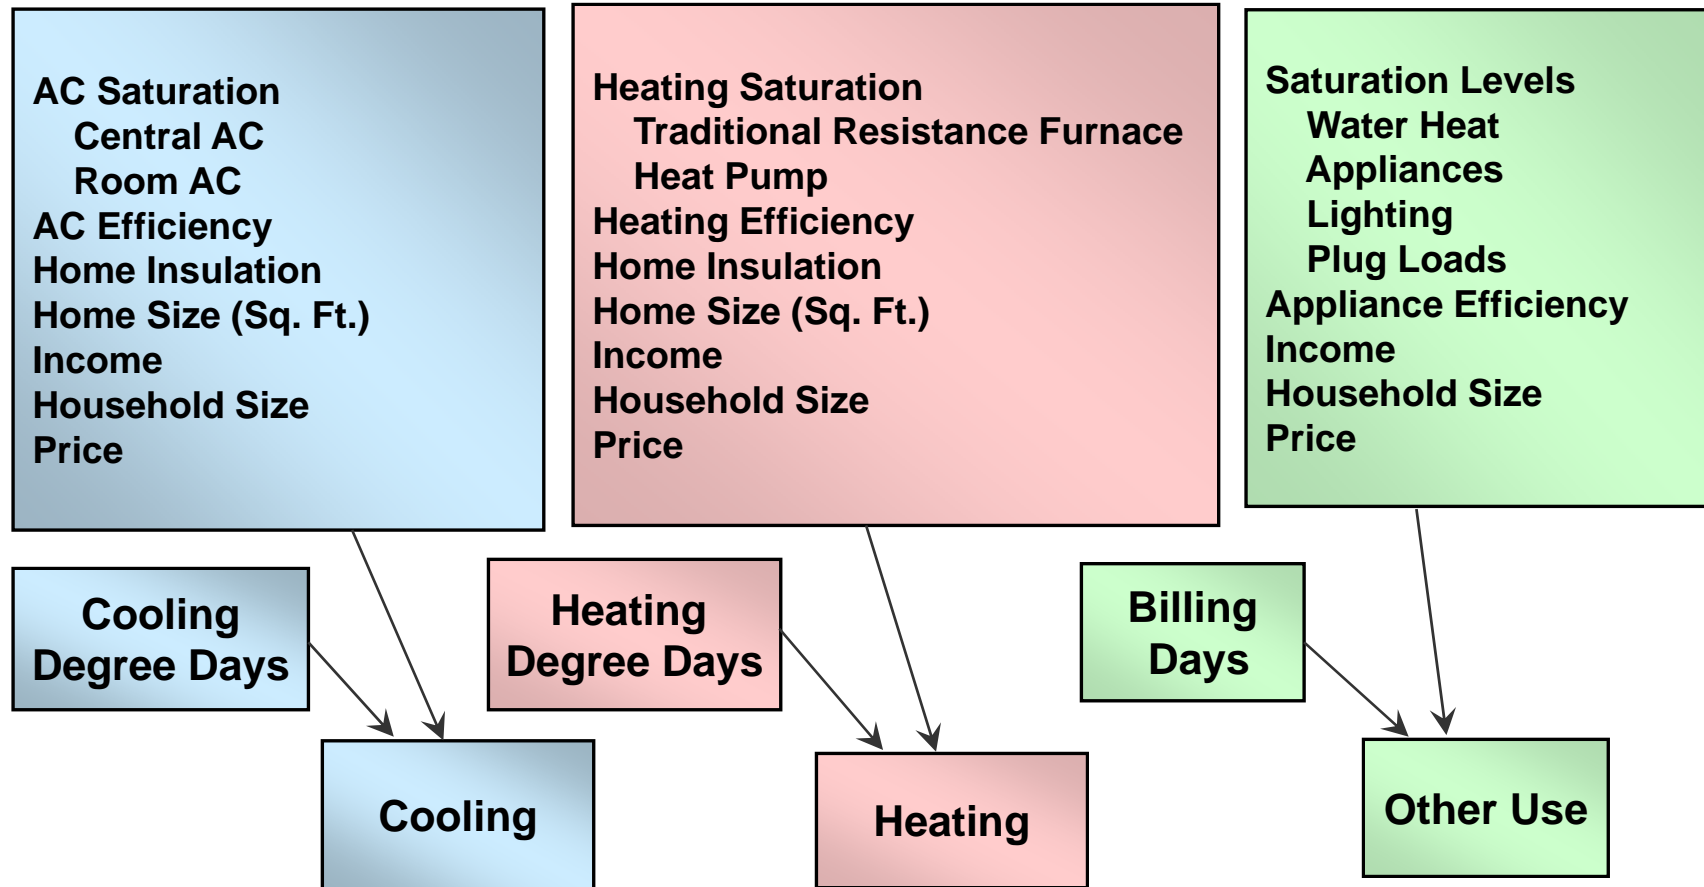 AC Saturation
Central AC
Room AC
AC Efficiency
Home Insulation
Home Size (Sq. Ft.)
Income
Household Size
Price
Heating Saturation
Traditional Resistance Furnace
Heat Pump
Heating Efficiency
Home Insulation
Home Size (Sq. Ft.)
Income
Household Size
Price
Saturation Levels
Water Heat
Appliances
Lighting
Plug Loads
Appliance Efficiency
Income
Household Size
Price
Cooling
Degree Days
Heating
Degree Days
Billing
Days
Cooling
Heating
Other Use